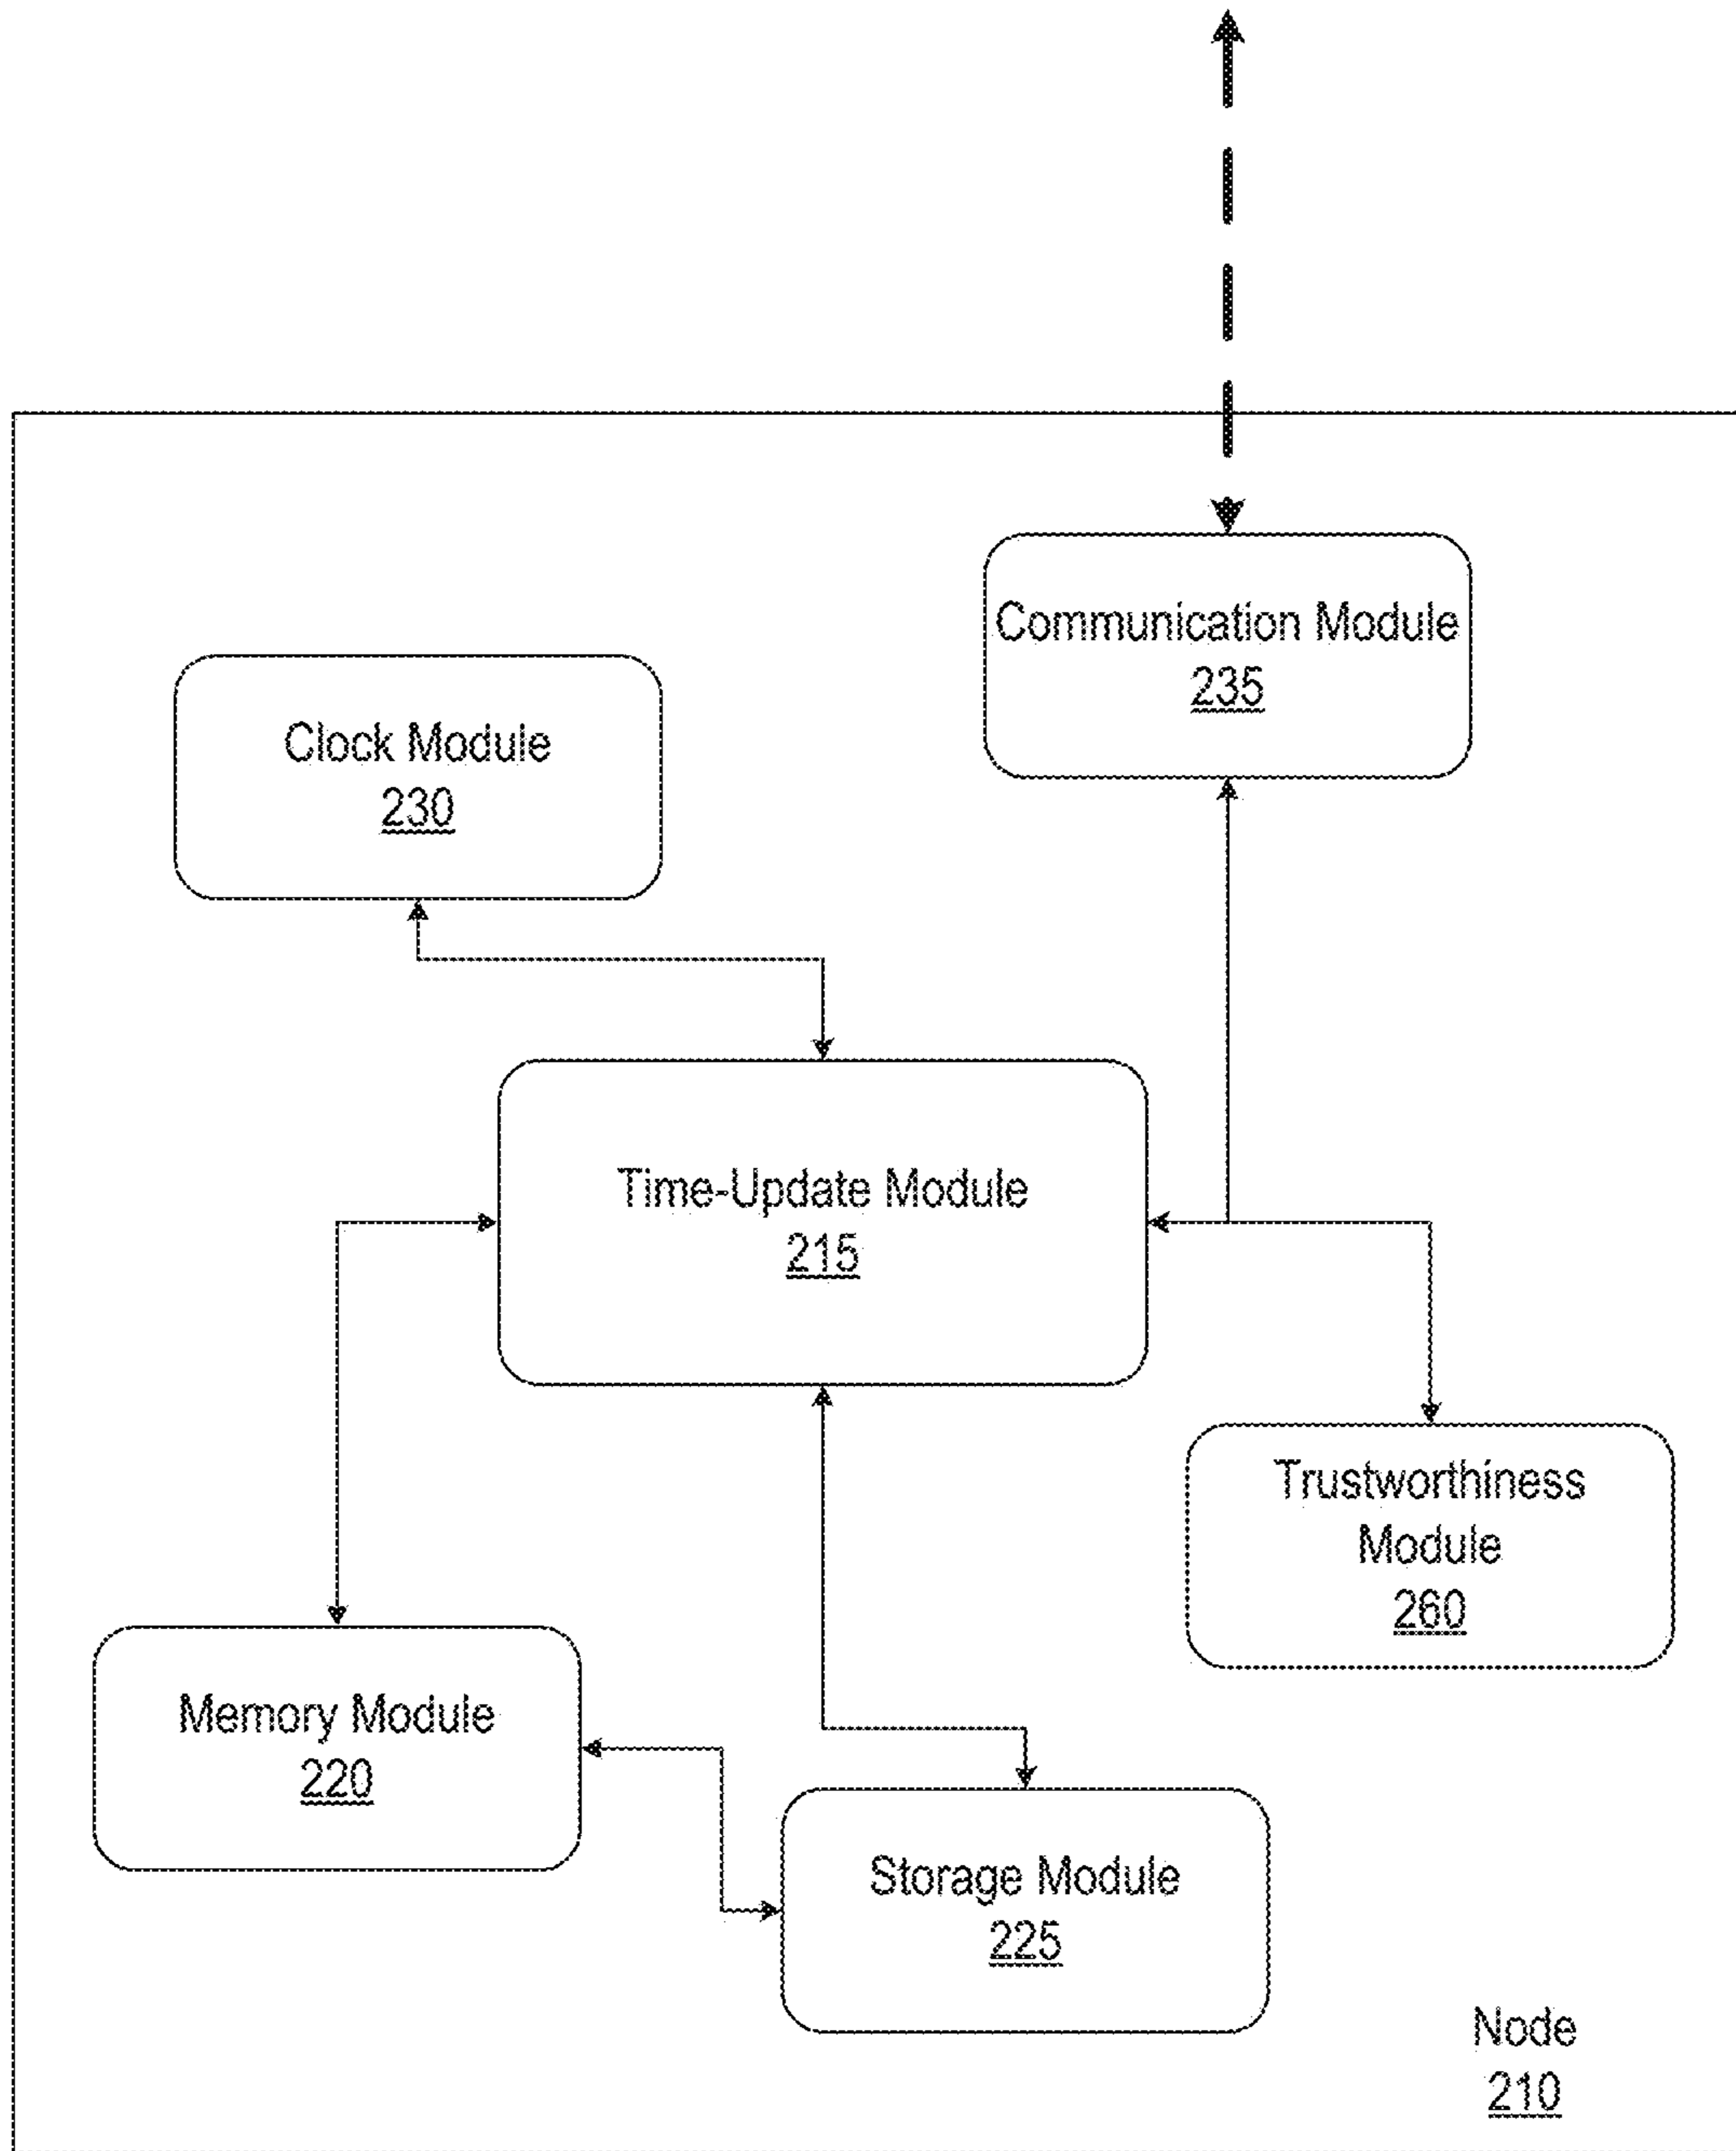 Communication Module
235
Clock Module
230
Time-Update Module
215
Trustworthiness
Module
260
Memory Module
220
Storage Module
225
Node
210